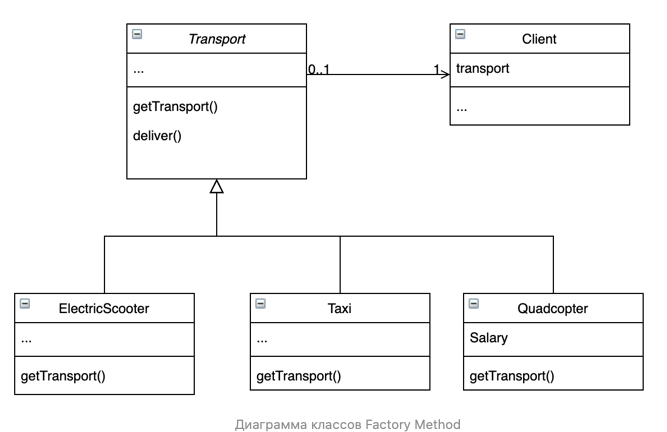 Transport
...
getTransport()
deliver()
0..1
1
Client
transport
...
ElectricScooter
...
getTransport()
Taxi
...
getTransport()
Quadcopter
Salary
getTransport()
Диаграмма классов Factory Method